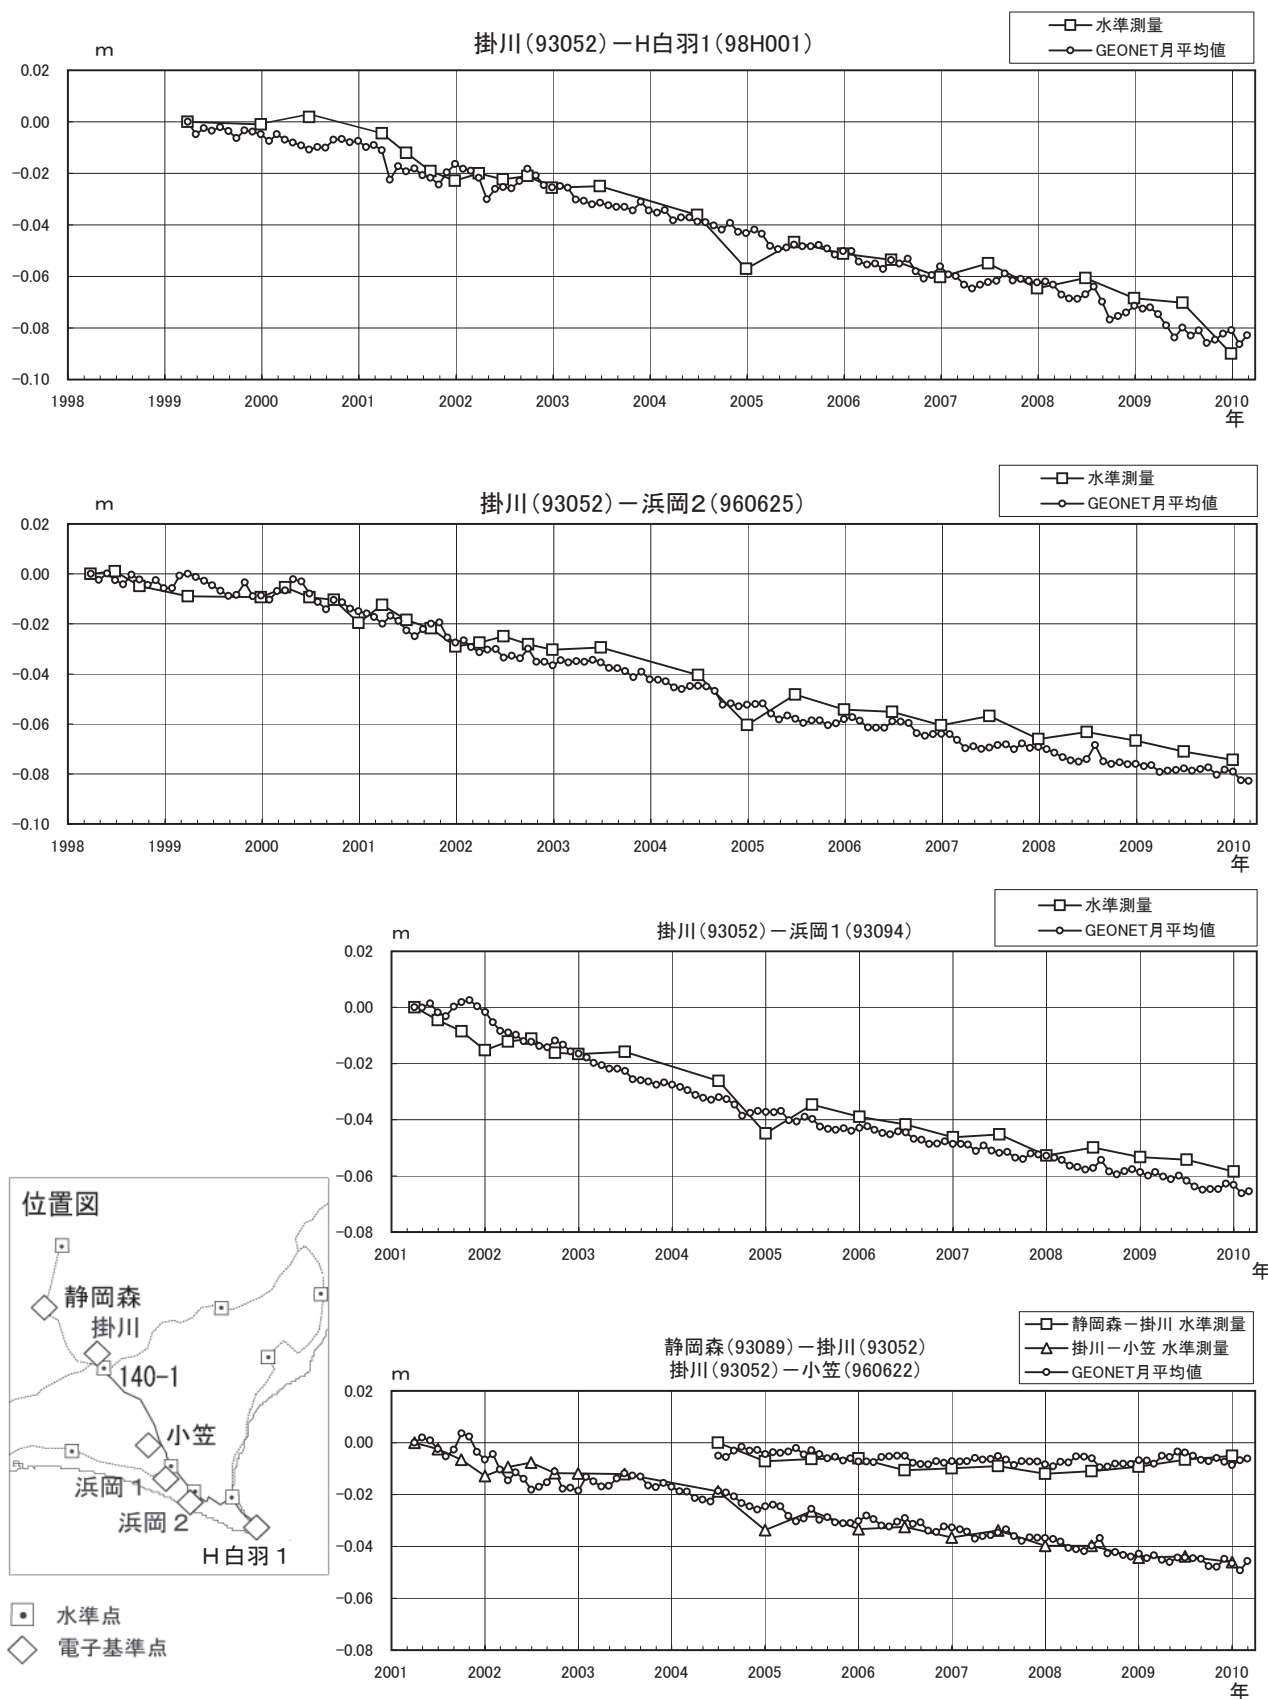 水準測量
GEONET月平均値
掛川(93052)－H白羽1(98H001)
m
0.02
0.00
−0.02
−0.04
−0.06
−0.08
−0.10
1998 1999 2000 2001 2002 2003 2004 2005 2006 2007 2008 2009 2010
年
水準測量
GEONET月平均値
掛川(93052)－浜岡2(960625)
m
0.02
0.00
−0.02
−0.04
−0.06
−0.08
−0.10
1998 1999 2000 2001 2002 2003 2004 2005 2006 2007 2008 2009 2010
年
水準測量
GEONET月平均値
掛川(93052)－浜岡1(93094)
m
0.02
0.00
−0.02
−0.04
−0.06
−0.08
2001 2002 2003 2004 2005 2006 2007 2008 2009 2010
年
静岡森－掛川 水準測量
掛川－小笠 水準測量
GEONET月平均値
静岡森(93089)－掛川(93052)
掛川(93052)－小笠(960622)
m
0.02
0.00
−0.02
−0.04
−0.06
−0.08
2001 2002 2003 2004 2005 2006 2007 2008 2009 2010
年
位置図
静岡森
掛川
140-1
小笠
浜岡1
浜岡2
H白羽1
水準点
電子基準点